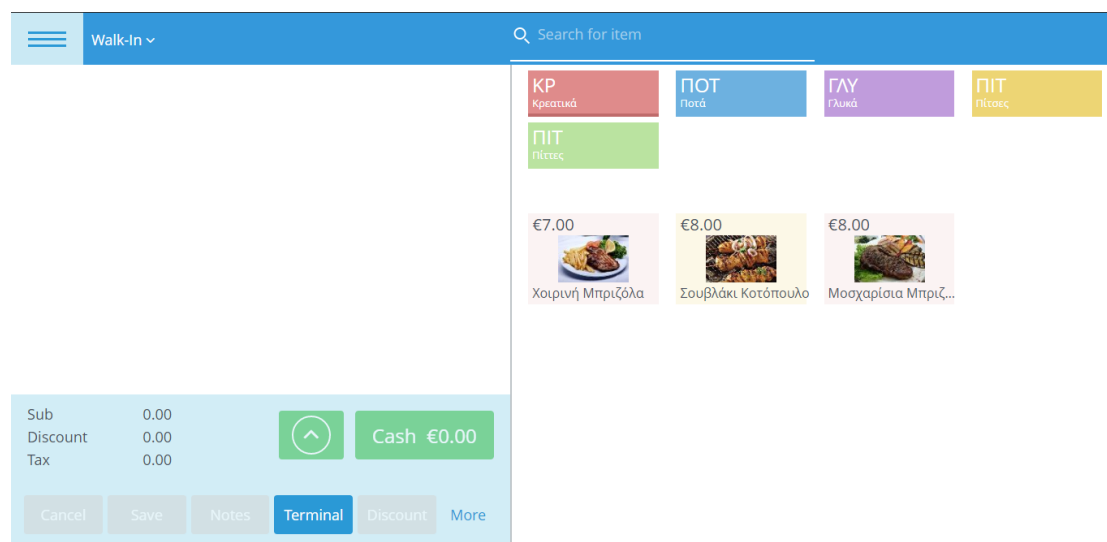 Walk-In
Search for item
ΚΡ
Κρεατικά
ΠΟΤ
Ποτά
ΓΛΥ
Γλυκά
ΠΙΤ
Πίτσες
ΠΙΤ
Πίττες
€7.00
Χοιρινή Μπριζόλα
€8.00
Σουβλάκι Κοτόπουλο
€8.00
Μοσχαρίσια Μπριζ...
Sub 0.00
Discount 0.00
Tax 0.00
Cash €0.00
Cancel
Save
Notes
Terminal
Discount
More